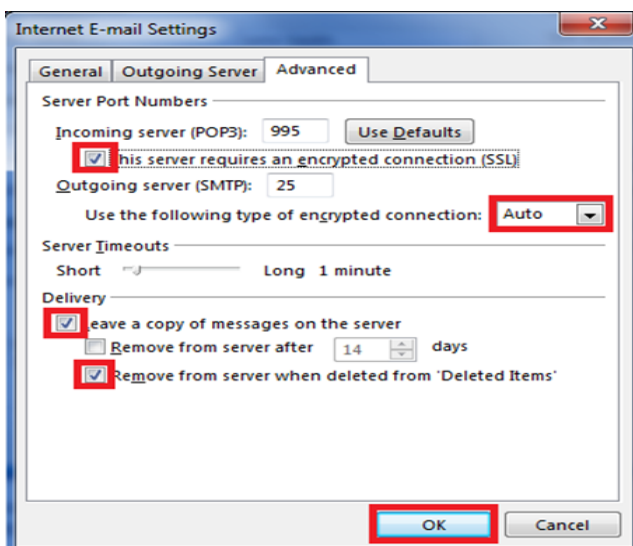 Internet E-mail Settings
General Outgoing Server Advanced
Server Port Numbers
Incoming server (POP3): 995 Use Defaults
his server requires an encrypted connection (SSL)
Outgoing server (SMTP): 25
Use the following type of encrypted connection: Auto
Server Timeouts
Short Long 1 minute
Delivery
Leave a copy of messages on the server
Remove from server after 14 days
Remove from server when deleted from 'Deleted Items'
OK Cancel